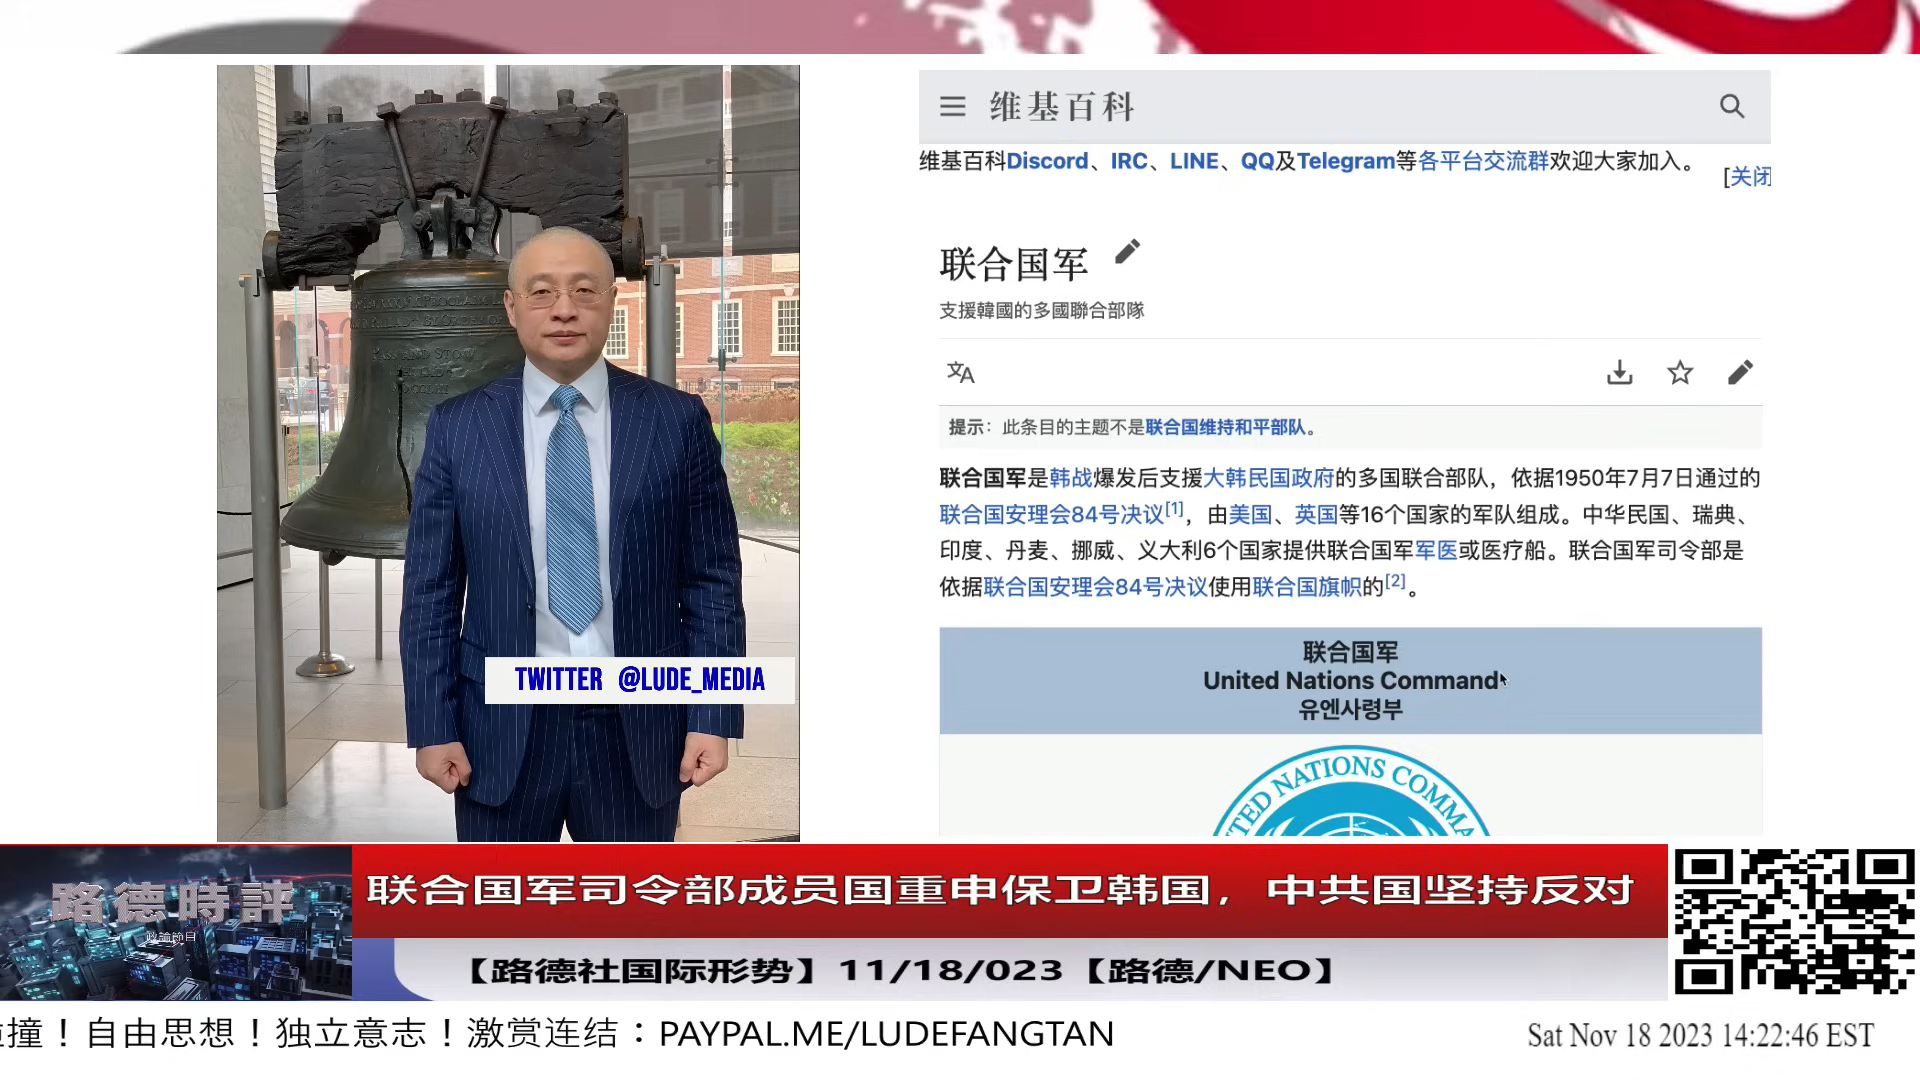 维基百科
维基百科Discord、IRC、LINE、QQ及Telegram等各平台交流群欢迎大家加入。
[关闭
联合国军
支援韓國的多國聯合部隊
提示：此条目的主题不是联合国维持和平部队。
联合国军是韩战爆发后支援大韩民国政府的多国联合部队，依据1950年7月7日通过的
联合国安理会84号决议[1]，由美国、英国等16个国家的军队组成。中华民国、瑞典、
印度、丹麦、挪威、义大利6个国家提供联合国军军医或医疗船。联合国军司令部是
依据联合国安理会84号决议使用联合国旗帜的[2]。
联合国军
United Nations Command
유엔사령부
TED NATIONS COMMA
PASS AND STOW
TWITTER @LUDE_MEDIA
路德時評
政論節目
联合国军司令部成员国重申保卫韩国，中共国坚持反对
【路德社国际形势】11/18/023【路德/NEO】
撞！自由思想！独立意志！激赏连结：PAYPAL.ME/LUDEFANGTAN
Sat Nov 18 2023 14:22:46 EST